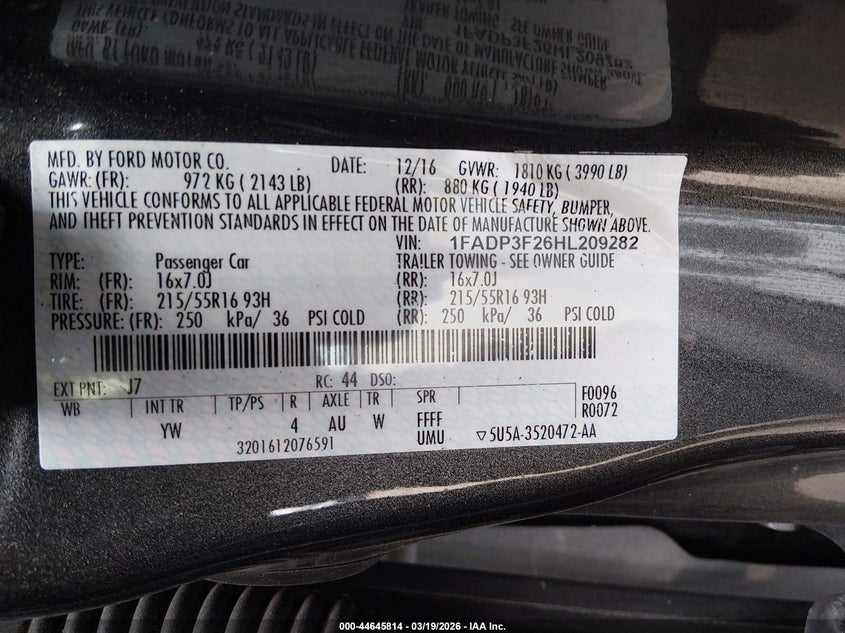 MFD. BY FORD MOTOR CO. DATE: 12/16 GVWR: 1810 KG ( 3990 LB)
GAWR: (FR): 972 KG ( 2143 LB) (RR): 880 KG ( 1940 LB)
THIS VEHICLE CONFORMS TO ALL APPLICABLE FEDERAL MOTOR VEHICLE SAFETY, BUMPER,
AND THEFT PREVENTION STANDARDS IN EFFECT ON THE DATE OF MANUFACTURE SHOWN ABOVE.
VIN: 1FADP3F26HL209282
TYPE: Passenger Car TRAILER TOWING - SEE OWNER GUIDE
RIM: (FR): 16x7.0J (RR): 16x7.0J
TIRE: (FR): 215/55R16 93H (RR): 215/55R16 93H
PRESSURE: (FR): 250 kPa/ 36 PSI COLD (RR): 250 kPa/ 36 PSI COLD
EXT PNT: J7 RC: 44 DSO:
WB INT TR TP/PS R AXLE TR SPR F0096
YW 4 AU W FFFF R0072
UMU
3201612076591 ▽5U5A-3520472-AA
000-44645814 - 03/19/2026 - IAA Inc.